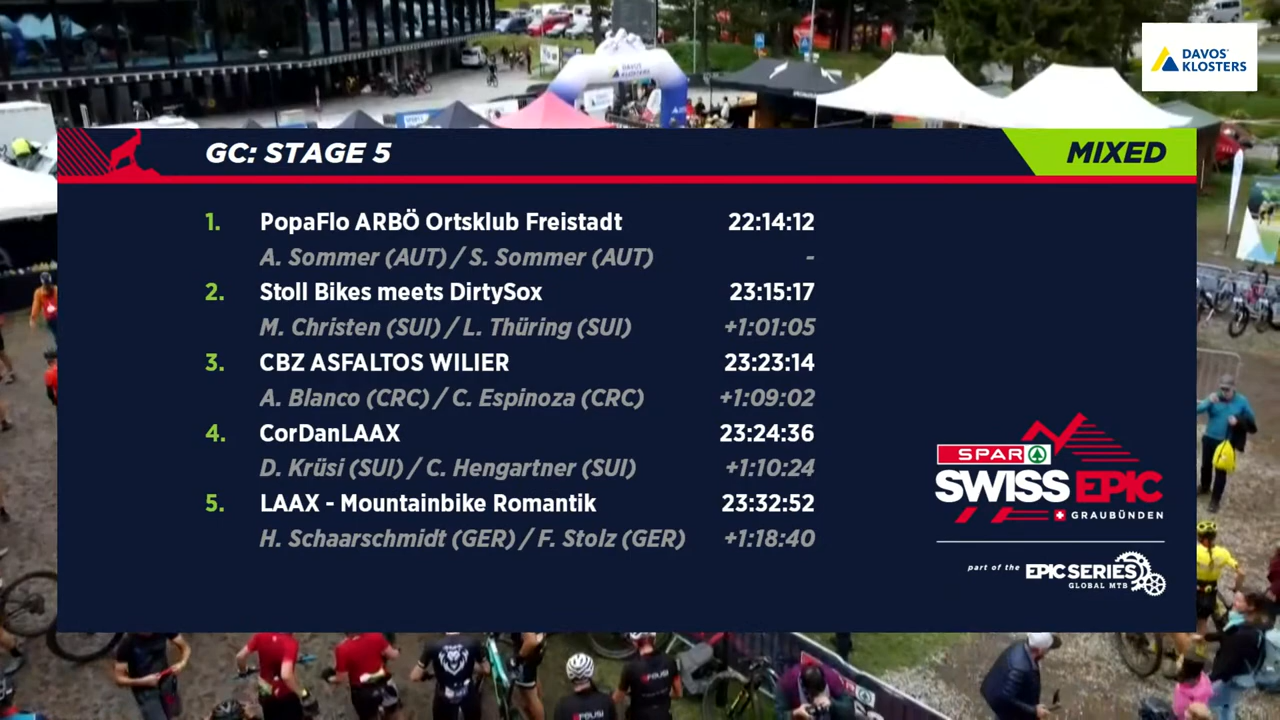 DAVOS
KLOSTERS
DAVOS
KLOSTERS
GC: STAGE 5
MIXED
1. PopaFlo ARBÖ Ortsklub Freistadt 22:14:12
A. Sommer (AUT) / S. Sommer (AUT) -
2. Stoll Bikes meets DirtySox 23:15:17
M. Christen (SUI) / L. Thüring (SUI) +1:01:05
3. CBZ ASFALTOS WILIER 23:23:14
A. Blanco (CRC) / C. Espinoza (CRC) +1:09:02
4. CorDanLAAX 23:24:36
D. Krüsi (SUI) / C. Hengartner (SUI) +1:10:24
5. LAAX - Mountainbike Romantik 23:32:52
H. Schaarschmidt (GER) / F. Stolz (GER) +1:18:40
SPAR
SWISS EPIC
GRAUBÜNDEN
part of the EPIC SERIES
GLOBAL MTB